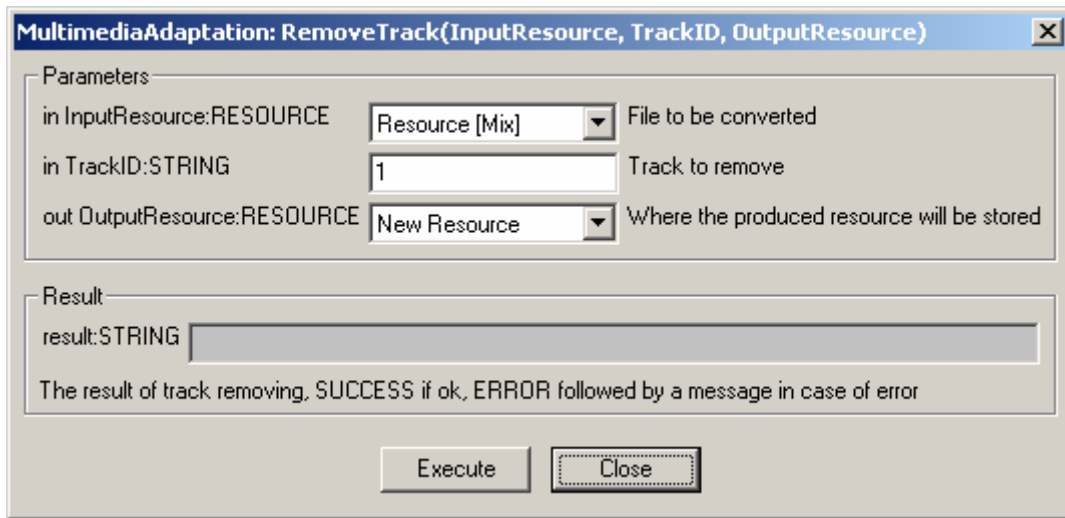 MultimediaAdaptation: RemoveTrack(InputResource, TrackID, OutputResource)
Parameters
in InputResource:RESOURCE Resource [Mix] File to be converted
in TrackID:STRING 1 Track to remove
out OutputResource:RESOURCE New Resource Where the produced resource will be stored
Result
result:STRING
The result of track removing, SUCCESS if ok, ERROR followed by a message in case of error
Execute Close